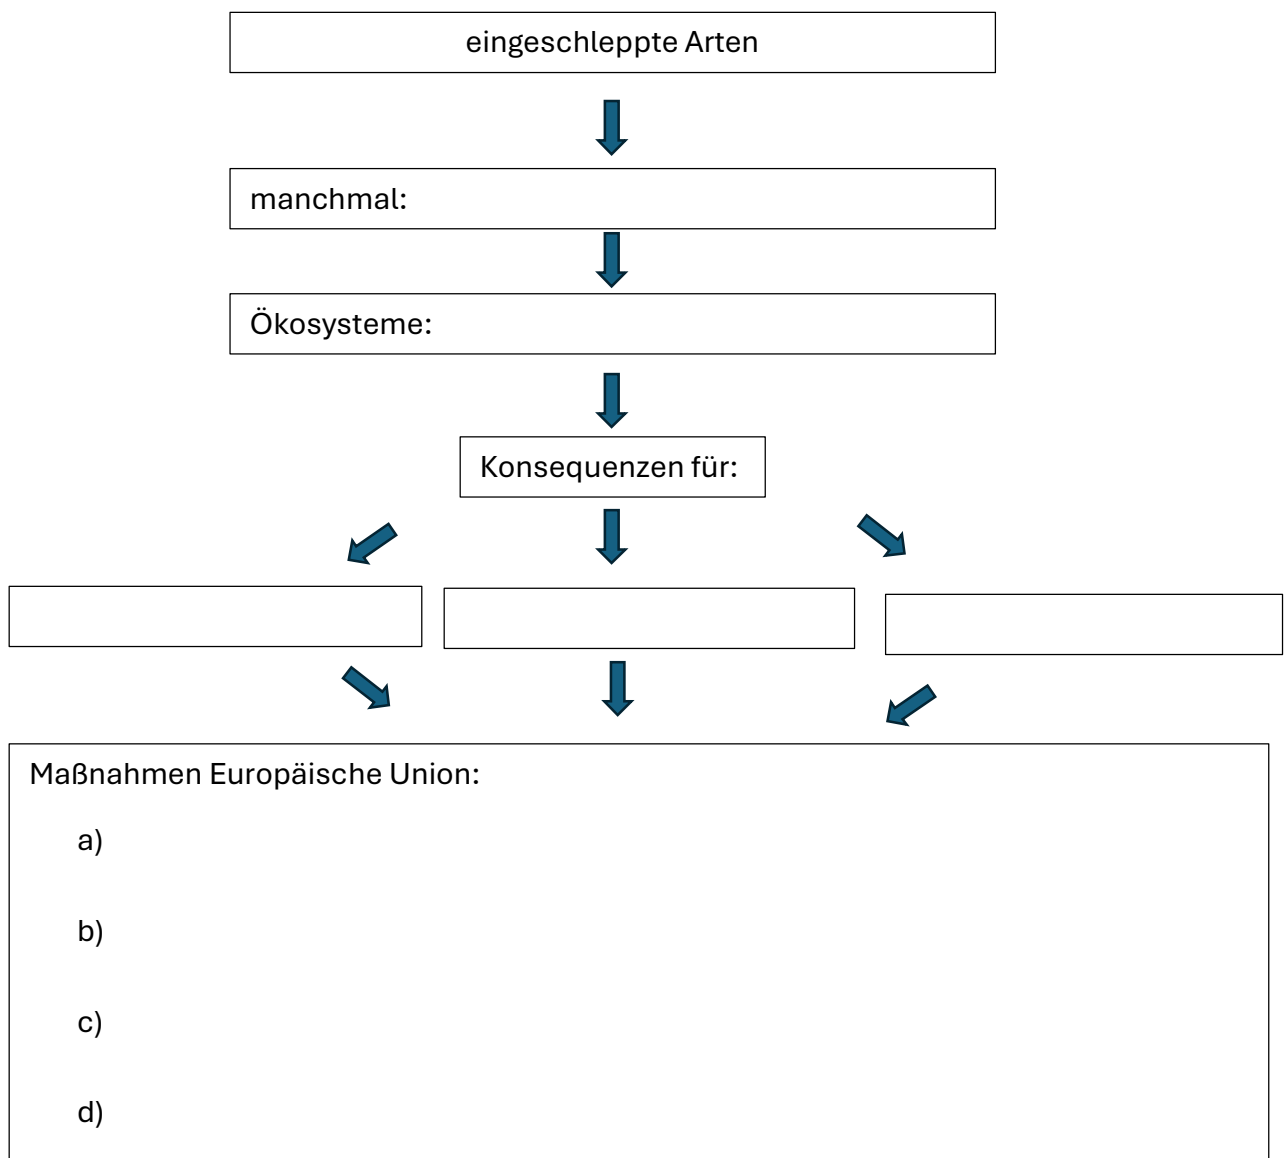 eingeschleppte Arten
manchmal:
Ökosysteme:
Konsequenzen für:
Maßnahmen Europäische Union:
a)
b)
c)
d)